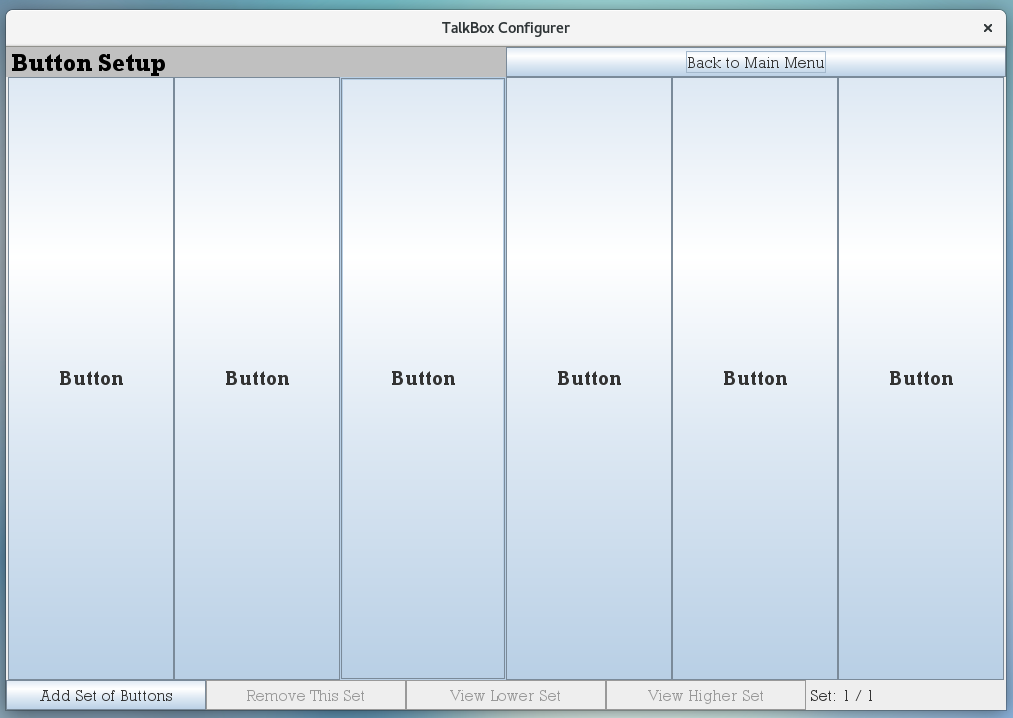 TalkBox Configurer
×
Button Setup
Back to Main Menu
Button Button Button Button Button Button
Add Set of Buttons Remove This Set View Lower Set View Higher Set Set: 1 / 1